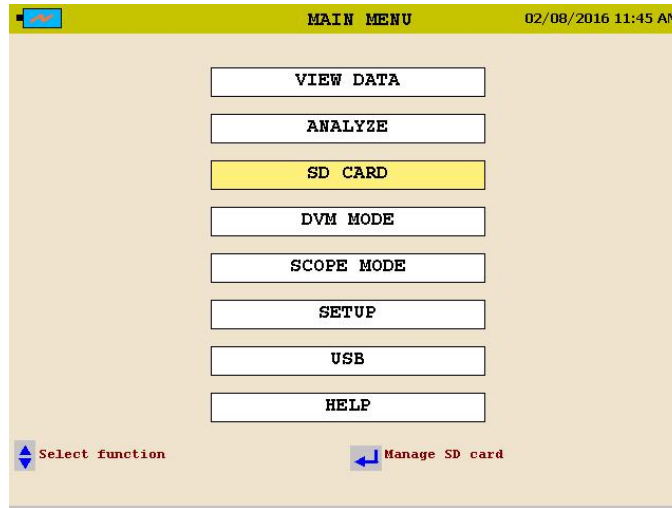 MAIN MENU 02/08/2016 11:45 AM
VIEW DATA
ANALYZE
SD CARD
DVM MODE
SCOPE MODE
SETUP
USB
HELP
Select function Manage SD card